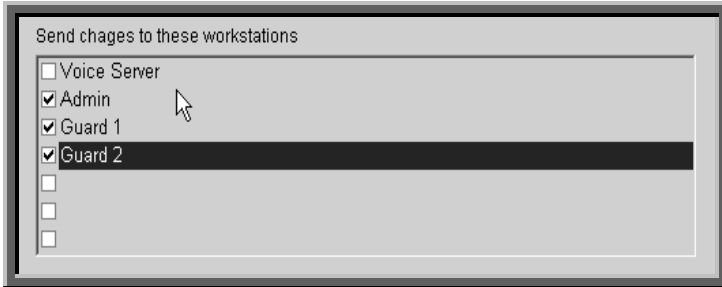 Send chages to these workstations
Voice Server
Admin
Guard 1
Guard 2